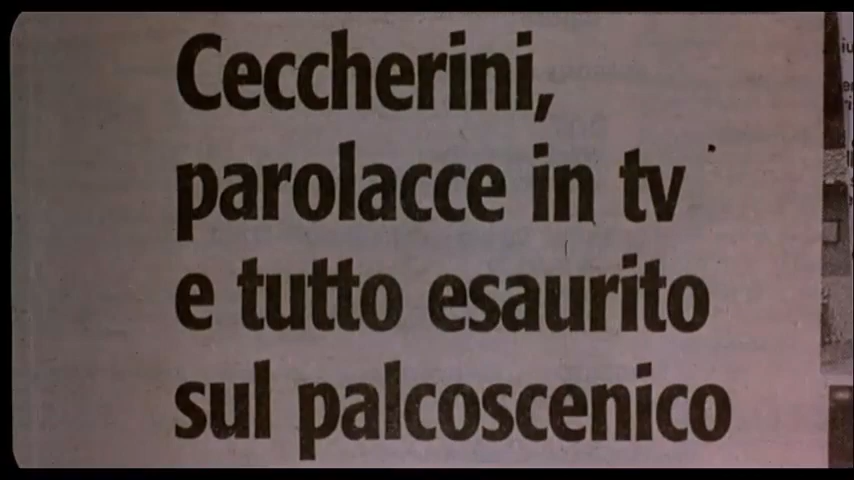 Ceccherini,
parolacce in tv
e tutto esaurito
sul palcoscenico